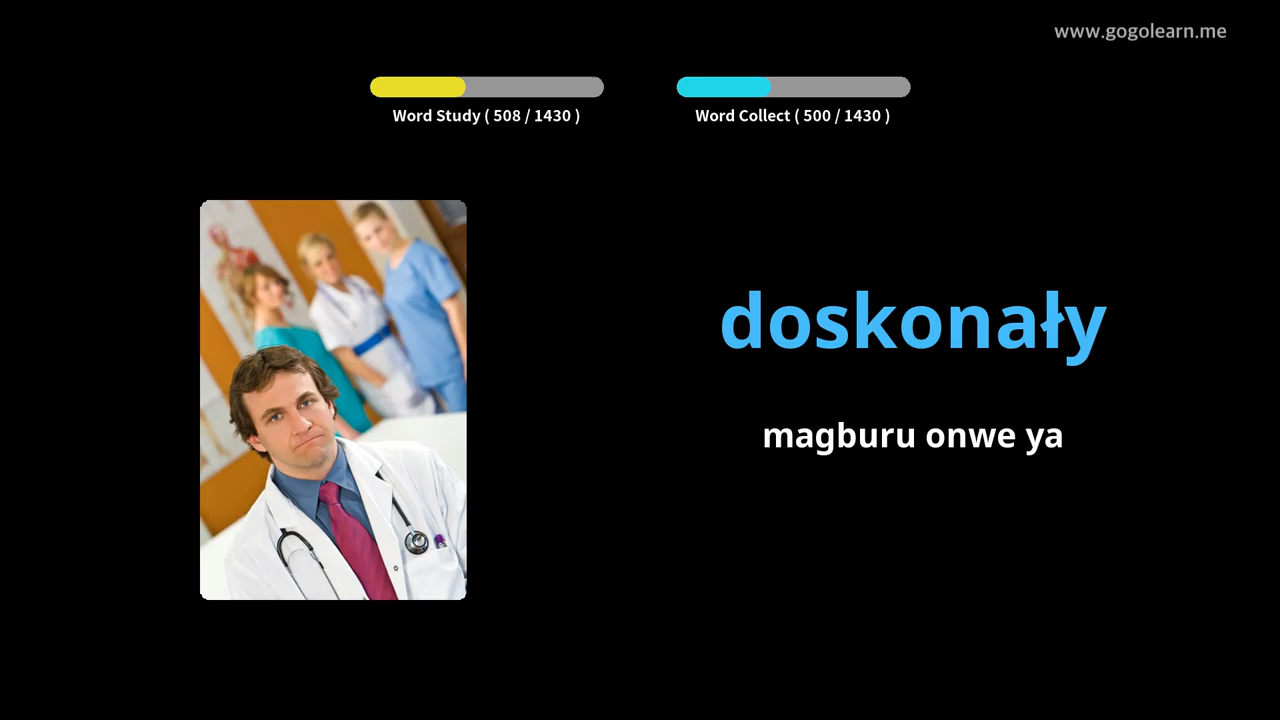 www.gogolearn.me
Word Study ( 508 / 1430 )
Word Collect ( 500 / 1430 )
doskonały
magburu onwe ya